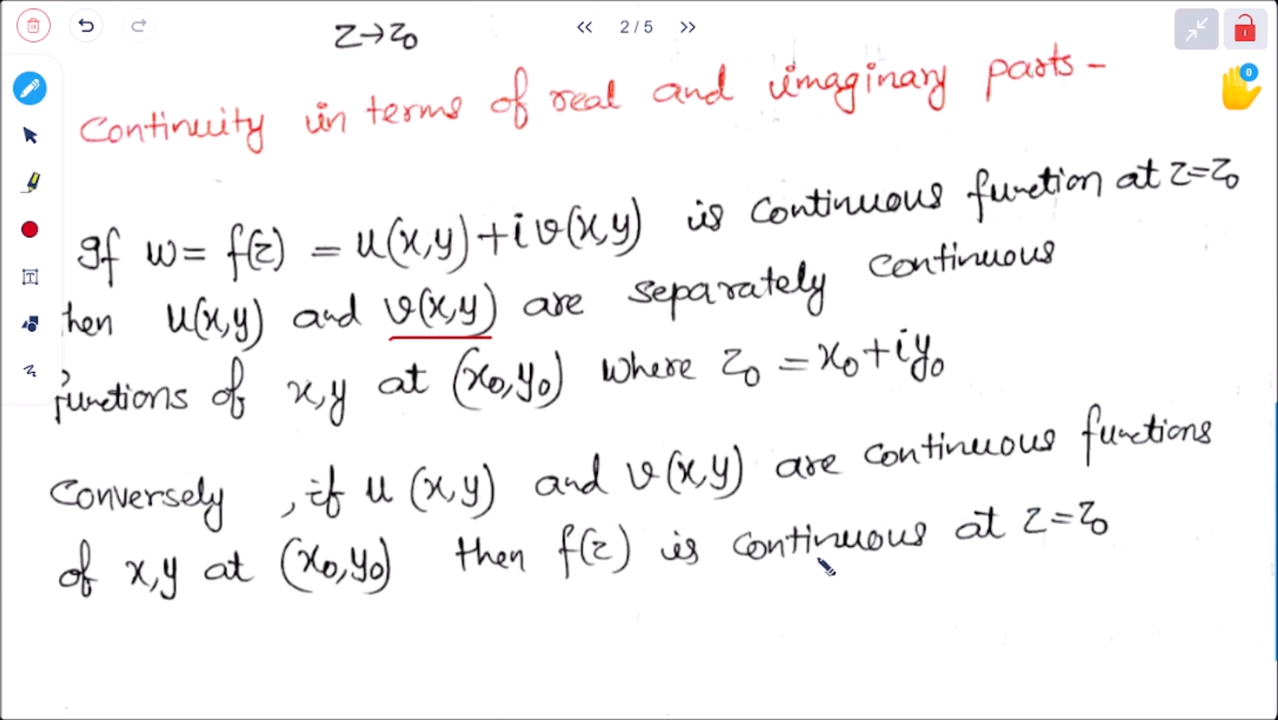 << 2/5 >>
z→z₀
0
Continuity in terms of real and imaginary parts -
If w = f(z) = u(x,y) + i v(x,y) is continuous function at z=z₀
then u(x,y) and v(x,y) are separately continuous
functions of x,y at (x₀,y₀) where z₀ = x₀+iy₀
Conversely, if u(x,y) and v(x,y) are continuous functions
of x,y at (x₀,y₀) then f(z) is continuous at z=z₀